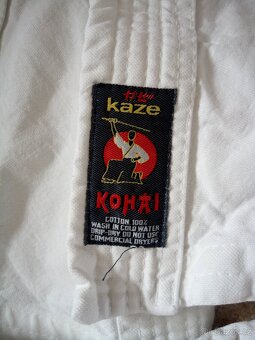 kaze
KOHAI
COTTON 100%
WASH IN COLD WATER
DRIP-DRY DO NOT USE
COMMERCIAL DRYERS